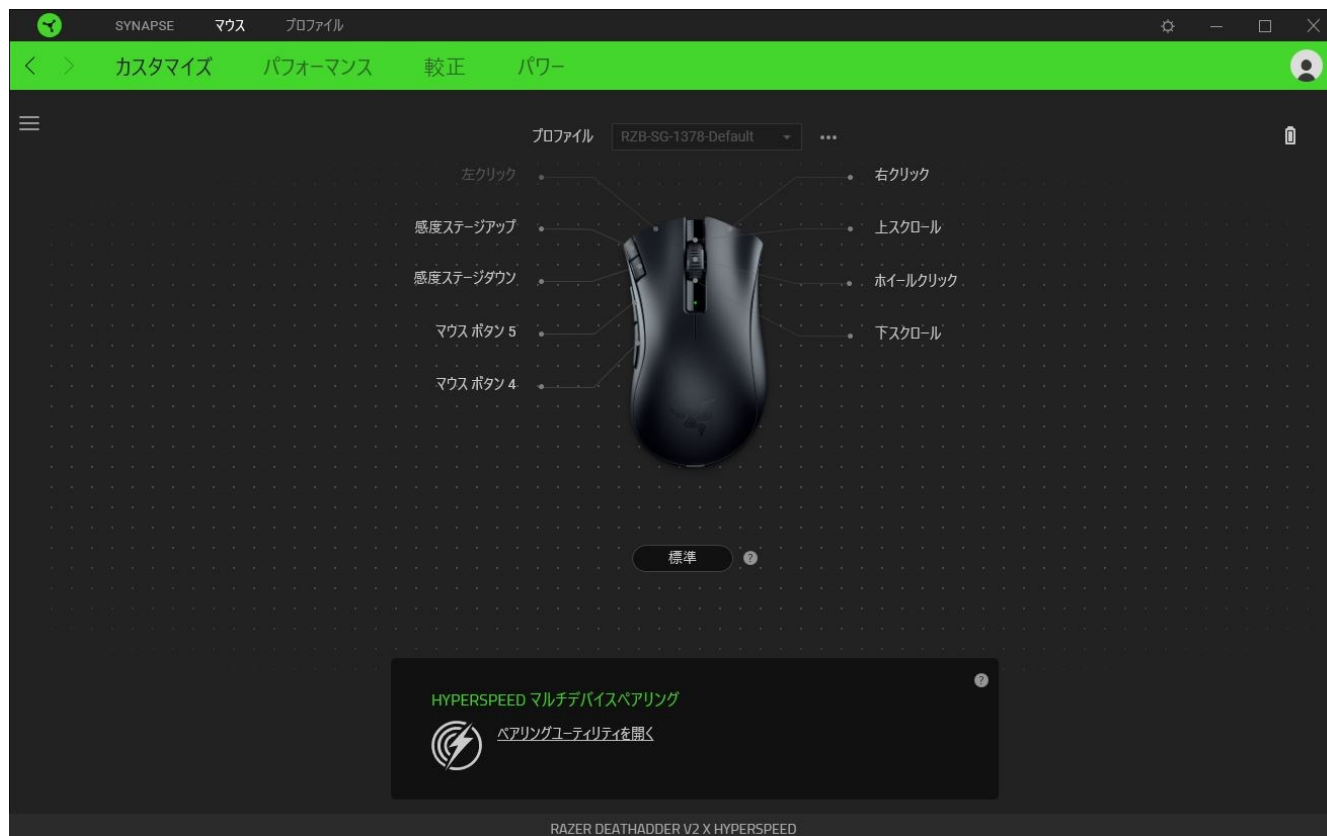 SYNAPSE マウス プロファイル
カスタマイズ パフォーマンス 較正 パワー
プロファイル RZB-SG-1378-Default
左クリック 右クリック
感度ステージアップ 上スクロール
感度ステージダウン ホイールクリック
マウス ボタン 5 下スクロール
マウス ボタン 4
標準 ?
?
HYPERSPEED マルチデバイスペアリング
ペアリングユーティリティを開く
RAZER DEATHADDER V2 X HYPERSPEED